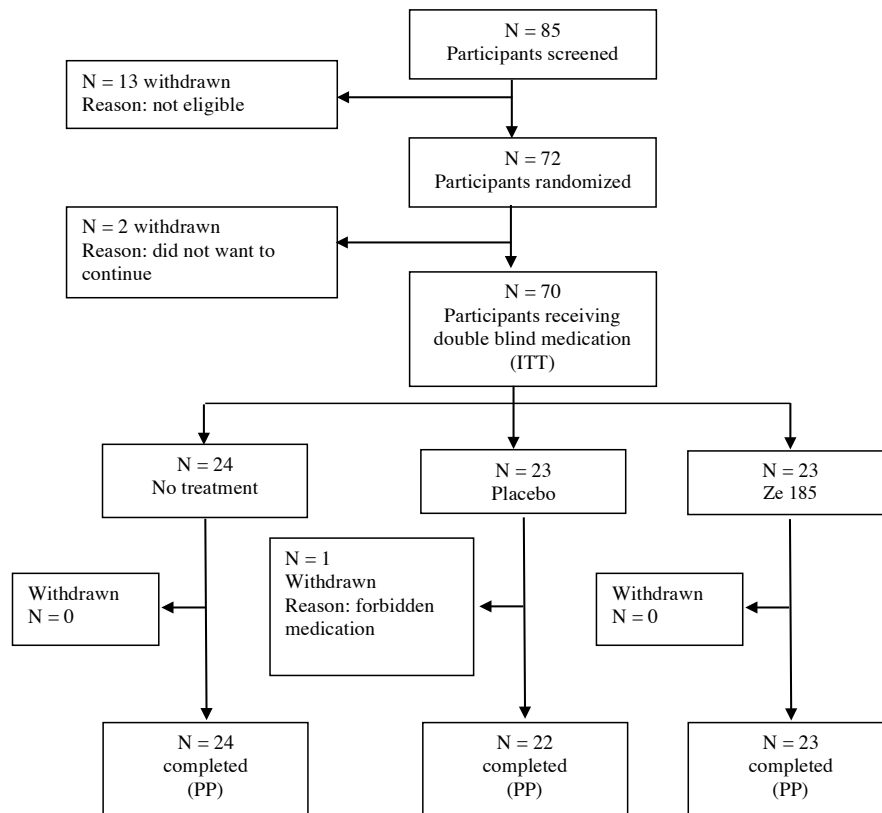 N = 85
Participants screened
N = 13 withdrawn
Reason: not eligible
N = 72
Participants randomized
N = 2 withdrawn
Reason: did not want to
continue
N = 70
Participants receiving
double blind medication
(ITT)
N = 24
No treatment
N = 23
Placebo
N = 23
Ze 185
Withdrawn
N = 0
N = 1
Withdrawn
Reason: forbidden
medication
Withdrawn
N = 0
N = 24
completed
(PP)
N = 22
completed
(PP)
N = 23
completed
(PP)